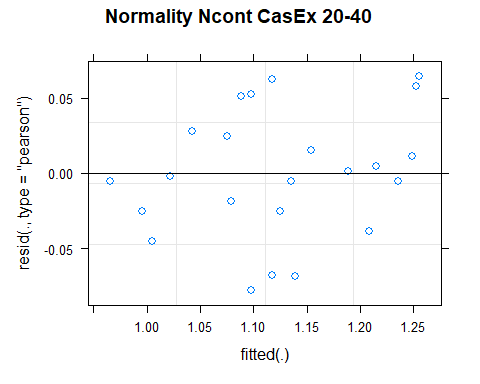 Normality Ncont CasEx 20-40
resid(., type = "pearson")
0.05
0.00
-0.05
1.00 1.05 1.10 1.15 1.20 1.25
fitted(.)